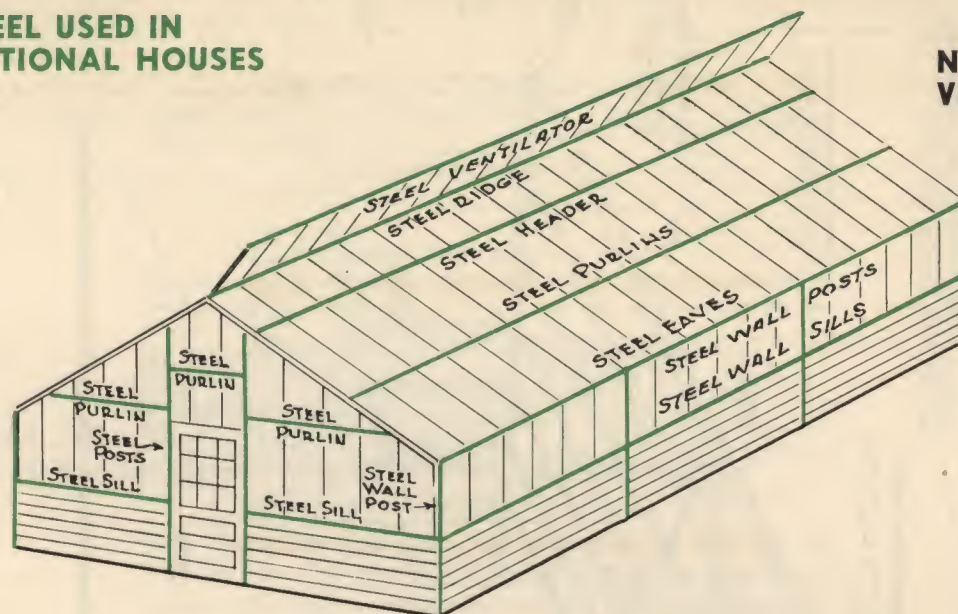 EEL USED IN
TIONAL HOUSES
N
V
STEEL VENTILATOR
STEEL RIDGE
STEEL HEADER
STEEL PURLINS
STEEL EAVES
STEEL WALL POSTS
STEEL WALL SILLS
STEEL
PURLIN
STEEL
PURLIN
STEEL
PURLIN
STEEL
POSTS
STEEL SILL
STEEL
WALL
POST
STEEL SILL